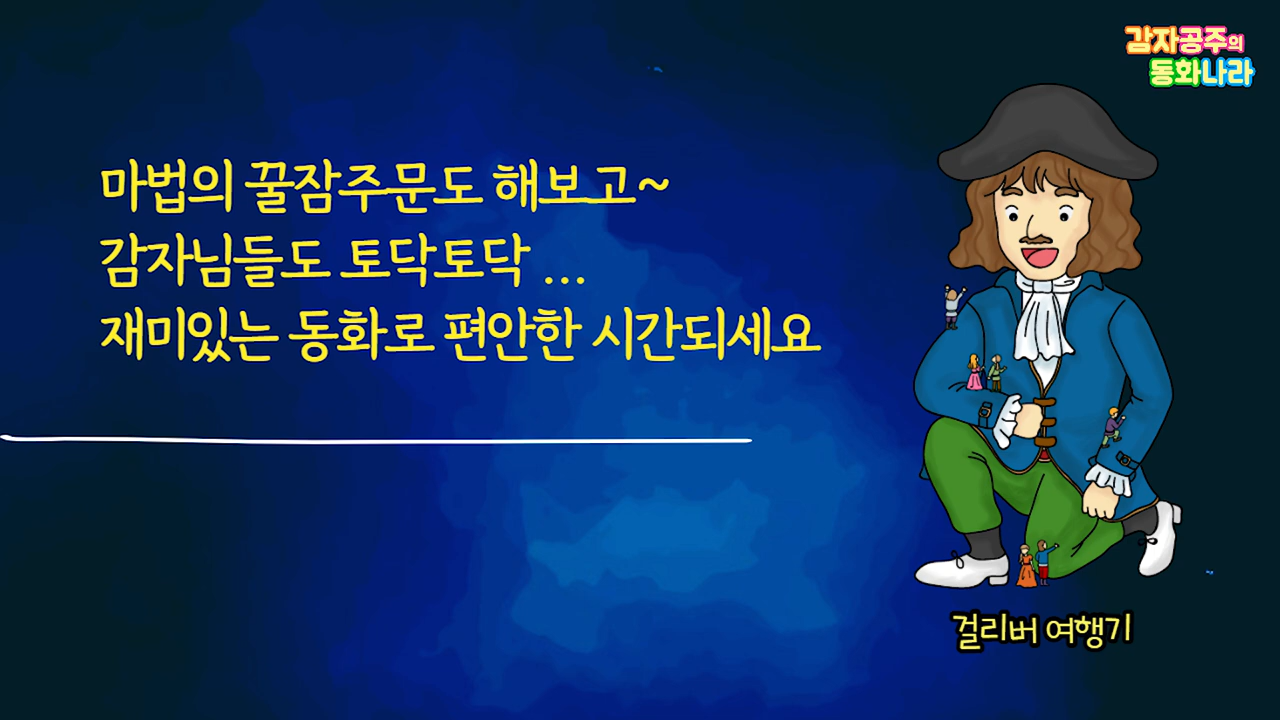 감자공주의
동화나라
마법의 꿀잠주문도 해보고~
감자님들도 토닥토닥 ...
재미있는 동화로 편안한 시간되세요
걸리버 여행기